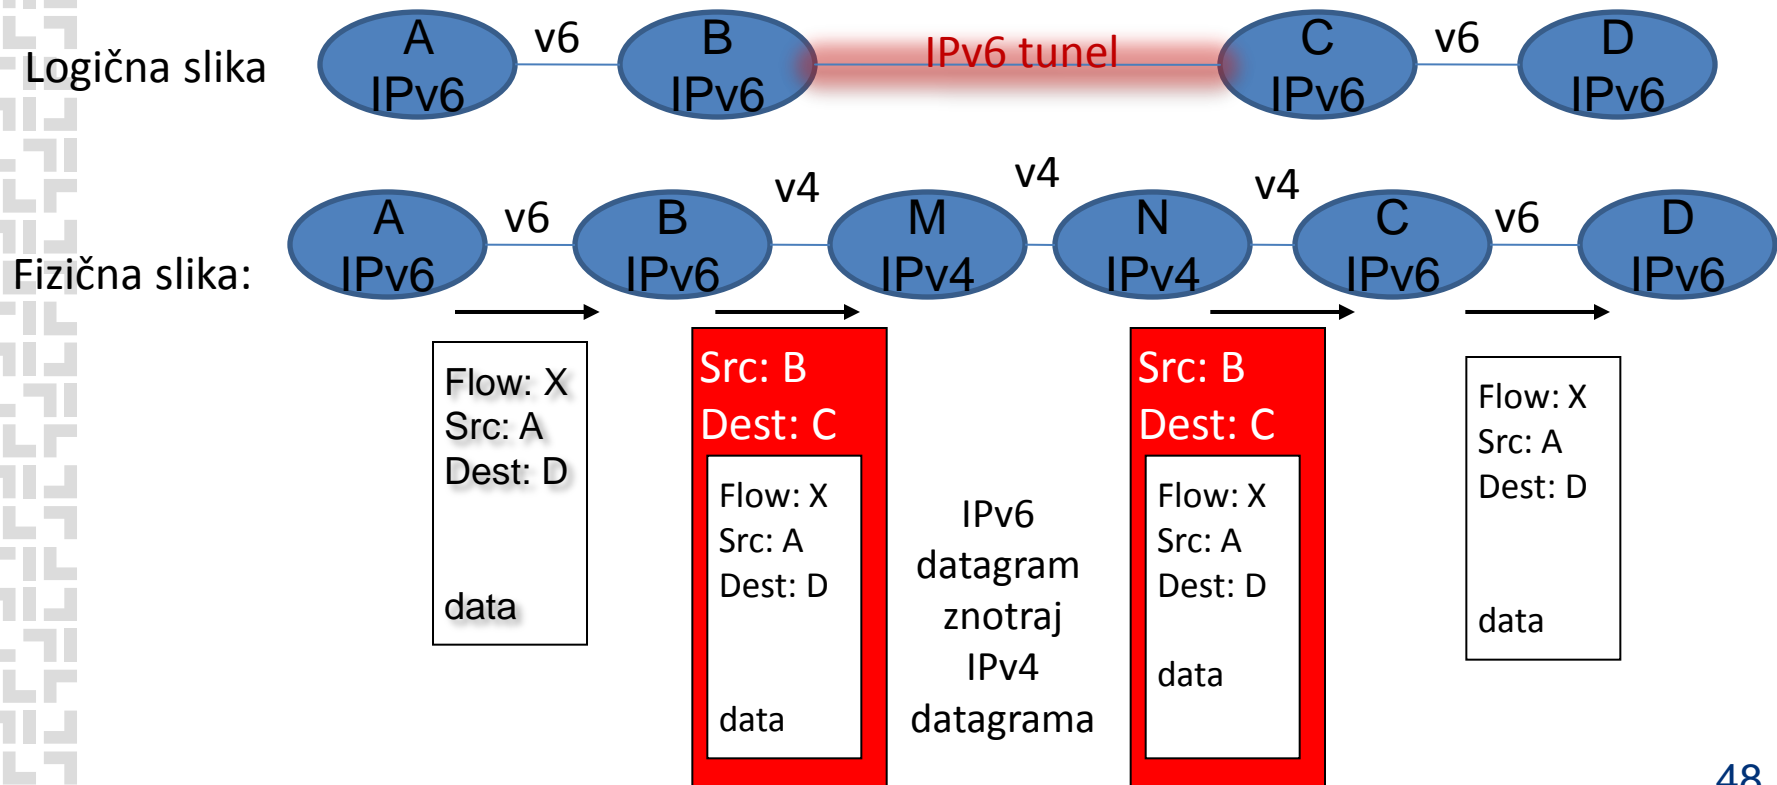 Logična slika
A
IPv6
v6
B
IPv6
IPv6 tunel
C
IPv6
v6
D
IPv6
Fizična slika:
A
IPv6
v6
B
IPv6
v4
M
IPv4
v4
N
IPv4
v4
C
IPv6
v6
D
IPv6
Flow: X
Src: A
Dest: D
data
Src: B
Dest: C
Flow: X
Src: A
Dest: D
data
IPv6
datagram
znotraj
IPv4
datagrama
Src: B
Dest: C
Flow: X
Src: A
Dest: D
data
Flow: X
Src: A
Dest: D
data
48